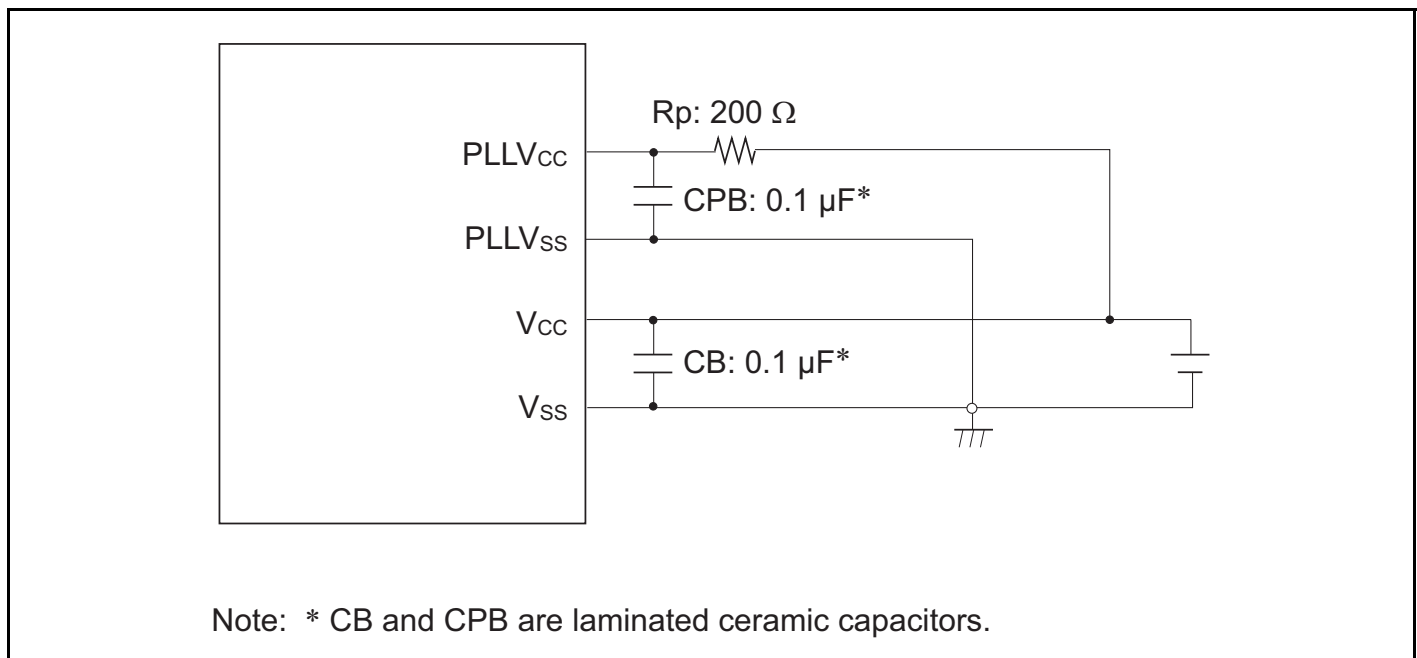 Rp: 200 Ω
PLLVCC
CPB: 0.1 µF*
PLLVSS
VCC
CB: 0.1 µF*
VSS
Note: * CB and CPB are laminated ceramic capacitors.